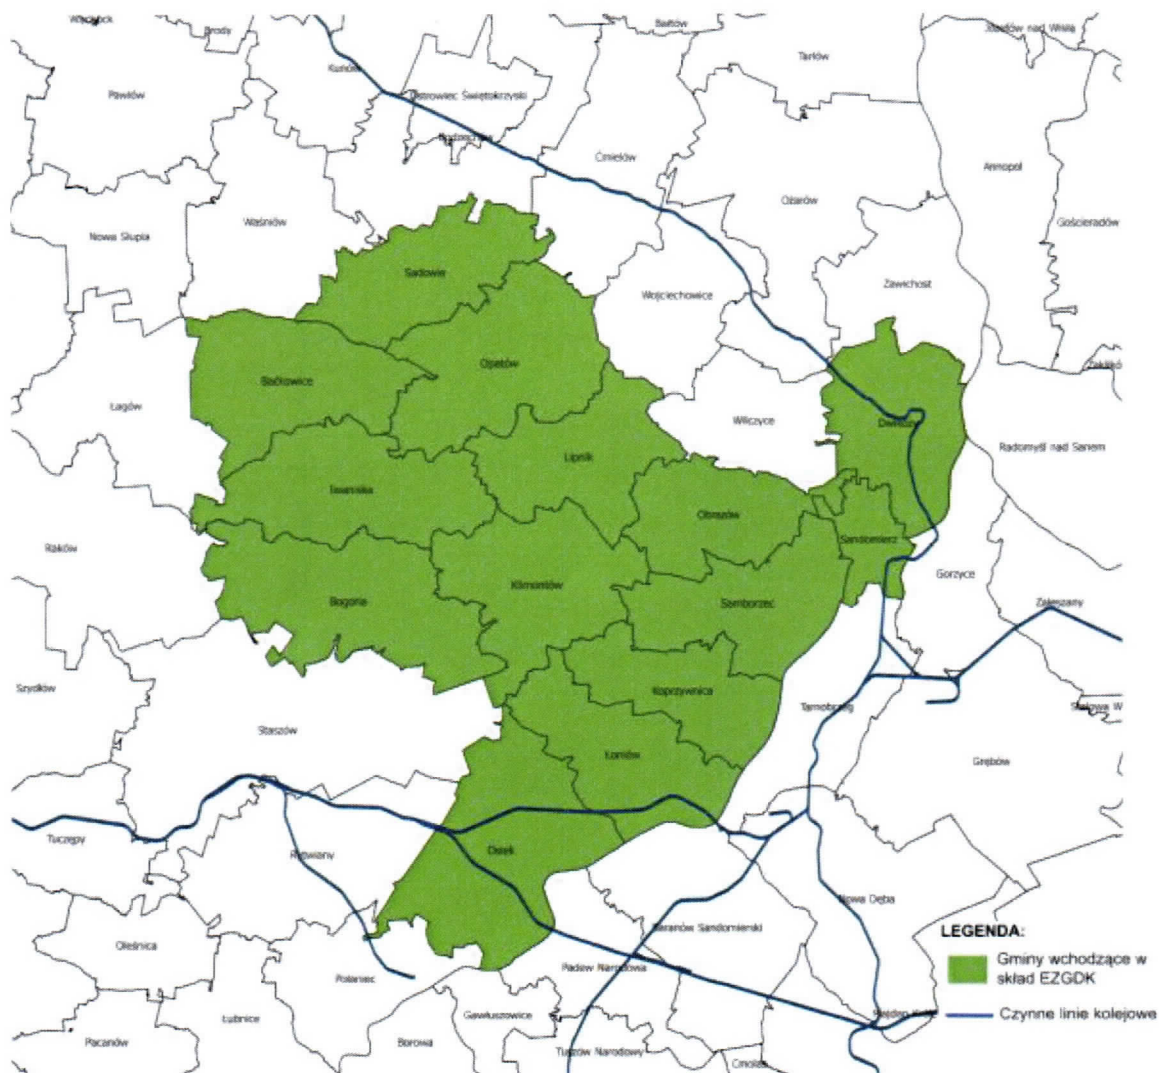 Brody
Bałtów
Tarłów
Józefów nad Wisłą
Kunów
Pawłów
Ostrowiec Świętokrzyski
Bodzechów
Ćmielów
Annopol
Ożarów
Gościeradów
Waśniów
Nowa Słupia
Sadowie
Zawichost
Wojciechowice
Opatów
Baćkowice
Łagów
Wilczyce
Dwikozy
Radomyśl nad Sanem
Lipnik
Iwaniska
Obrazów
Sandomierz
Raków
Gorzyce
Klimontów
Bogoria
Samborzec
Zaleszany
Szydłów
Koprzywnica
Tarnobrzeg
Stalowa W
Staszów
Łoniów
Grębów
Tuczępy
Rytwiany
Osiek
Nowa Dęba
Baranów Sandomierski
LEGENDA:
Oleśnica
Gminy wchodzące w
skład EZGDK
Padew Narodowa
Połaniec
Gawłuszowice
Czynne linie kolejowe
Łubnice
Pacanów
Borowa
Tuszów Narodowy
Cmolas